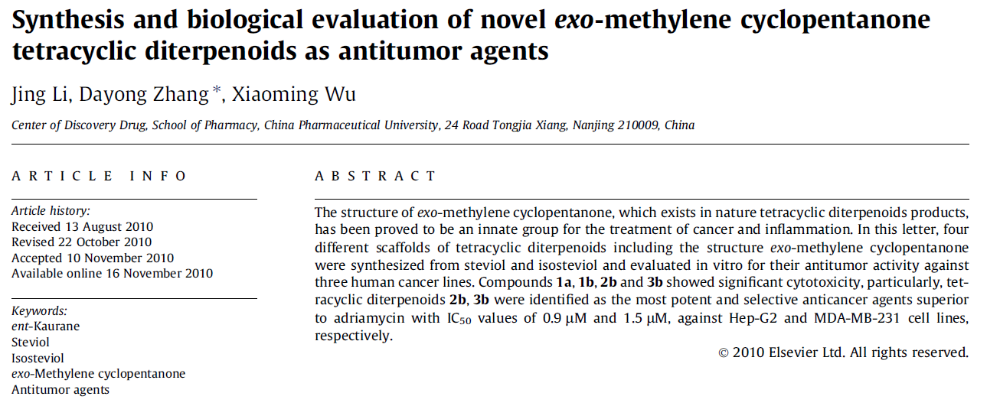 Synthesis and biological evaluation of novel exo-methylene cyclopentanone
tetracyclic diterpenoids as antitumor agents
Jing Li, Dayong Zhang *, Xiaoming Wu
Center of Discovery Drug, School of Pharmacy, China Pharmaceutical University, 24 Road Tongjia Xiang, Nanjing 210009, China
ARTICLE INFO
Article history:
Received 13 August 2010
Revised 22 October 2010
Accepted 10 November 2010
Available online 16 November 2010
Keywords:
ent-Kaurane
Steviol
Isosteviol
exo-Methylene cyclopentanone
Antitumor agents
ABSTRACT
The structure of exo-methylene cyclopentanone, which exists in nature tetracyclic diterpenoids products,
has been proved to be an innate group for the treatment of cancer and inflammation. In this letter, four
different scaffolds of tetracyclic diterpenoids including the structure exo-methylene cyclopentanone
were synthesized from steviol and isosteviol and evaluated in vitro for their antitumor activity against
three human cancer lines. Compounds 1a, 1b, 2b and 3b showed significant cytotoxicity, particularly, tet-
racyclic diterpenoids 2b, 3b were identified as the most potent and selective anticancer agents superior
to adriamycin with IC50 values of 0.9 μM and 1.5 μM, against Hep-G2 and MDA-MB-231 cell lines,
respectively.
© 2010 Elsevier Ltd. All rights reserved.